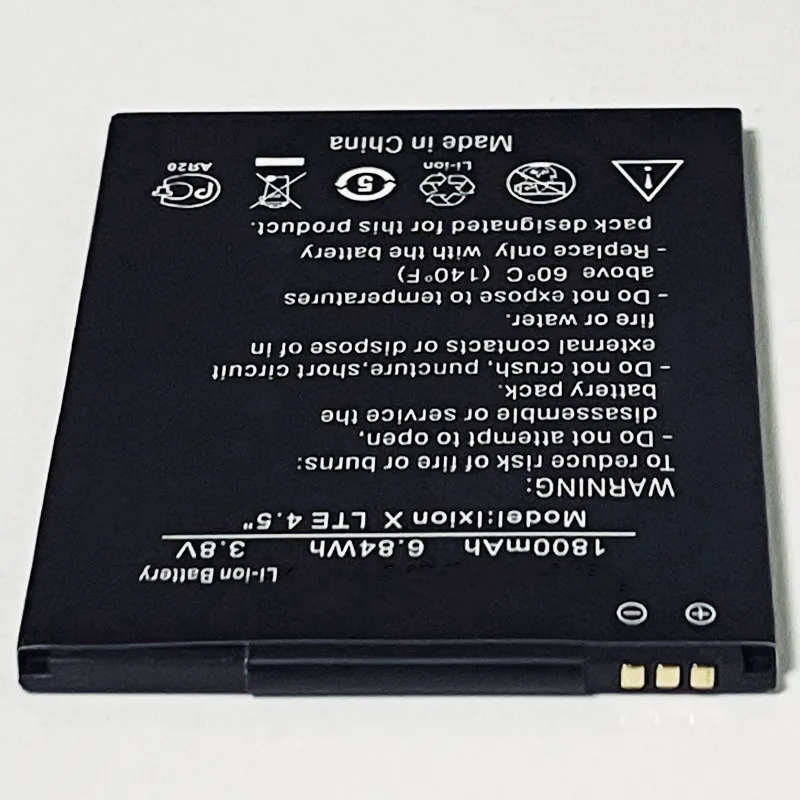 Li-ion Battery
1800mAh 6.84Wh 3.8V
Model:Ixion X LTE 4.5"
WARNING:
To reduce risk of fire or burns:
- Do not attempt to open,
disassemble or service the
battery pack.
- Do not crush, puncture,short circuit
external contacts or dispose of in
fire or water.
- Do not expose to temperatures
above 60°C (140°F)
- Replace only with the battery
pack designated for this product.
Li-ion
5
PG
АЯ20
Made in China